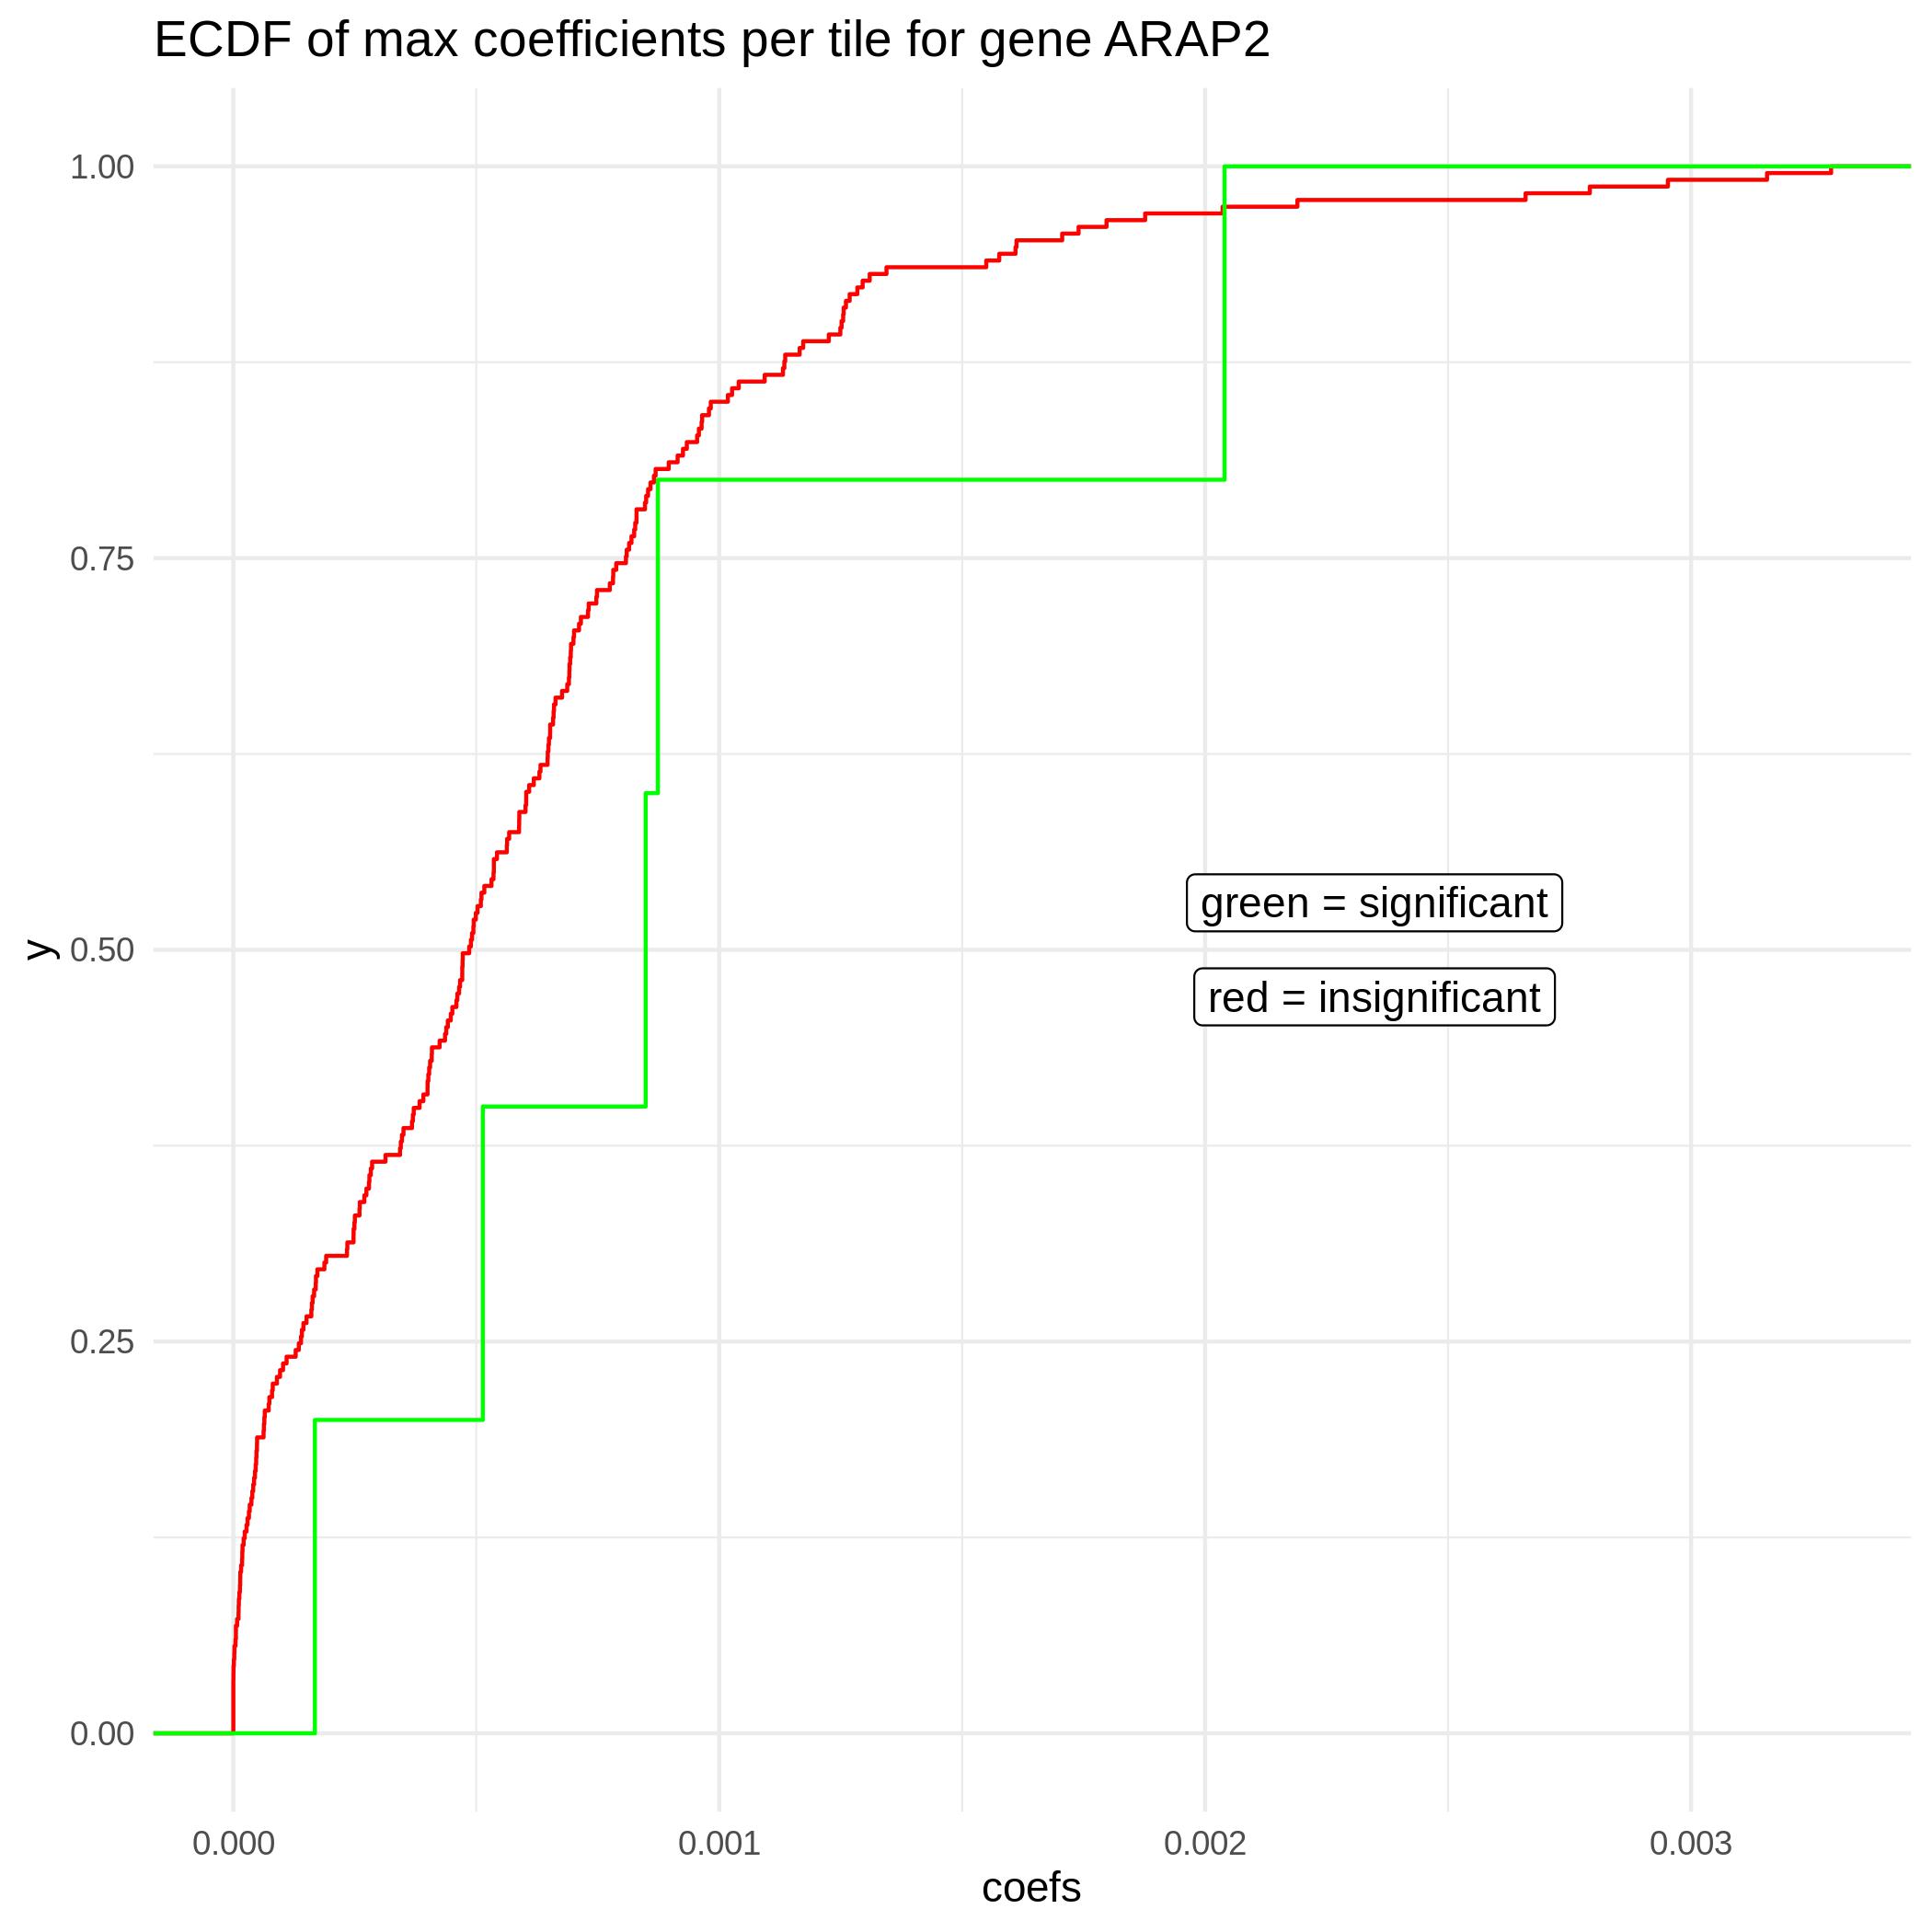 ECDF of max coefficients per tile for gene ARAP2
1.00
0.75
0.50
0.25
0.00
y
green = significant
red = insignificant
0.000 0.001 0.002 0.003
coefs